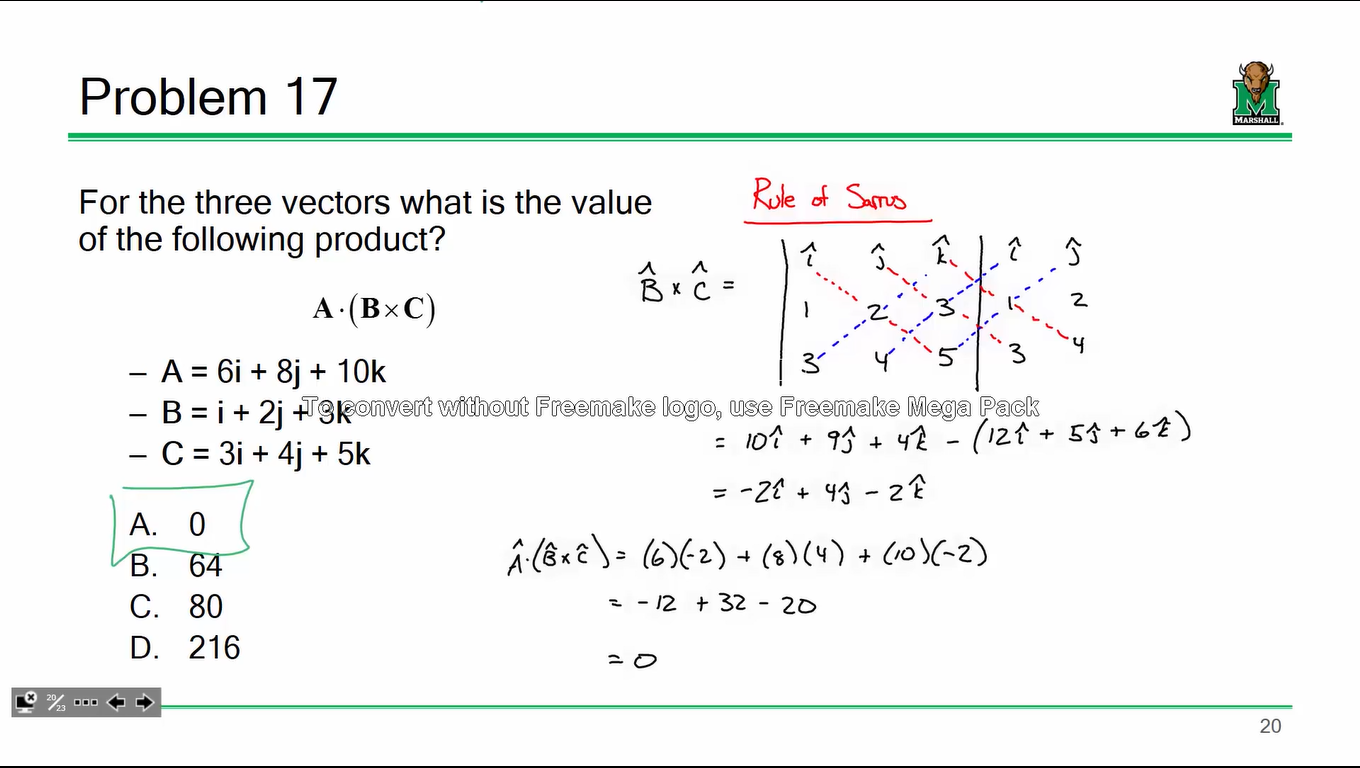 Problem 17
MARSHALL
For the three vectors what is the value
of the following product?
A · (B × C)
– A = 6i + 8j + 10k
– B = i + 2j + 3k
– C = 3i + 4j + 5k
A. 0
B. 64
C. 80
D. 216
Rule of Sarrus
B̂ × Ĉ =
î ĵ k̂ î ĵ
1 2 3 1 2
3 4 5 3 4
To convert without Freemake logo, use Freemake Mega Pack
= 10î + 9ĵ + 4k̂ – (12î + 5ĵ + 6k̂)
= -2î + 4ĵ – 2k̂
Â·(B̂×Ĉ) = (6)(-2) + (8)(4) + (10)(-2)
= -12 + 32 - 20
= 0
20/23
20